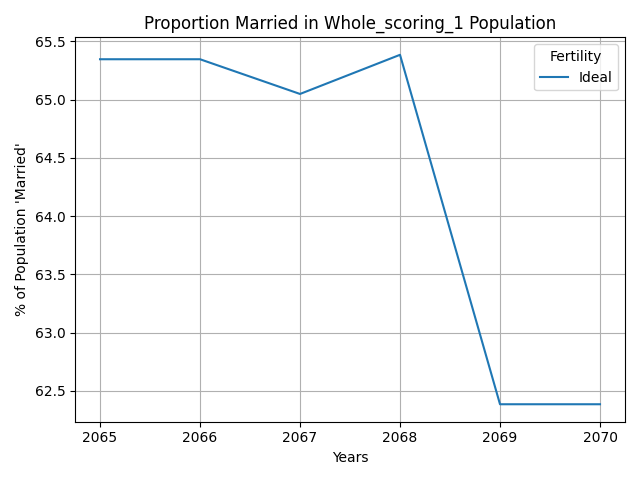 Proportion Married in Whole_scoring_1 Population
65.5
65.0
64.5
64.0
63.5
63.0
62.5
% of Population 'Married'
Fertility
Ideal
2065 2066 2067 2068 2069 2070
Years